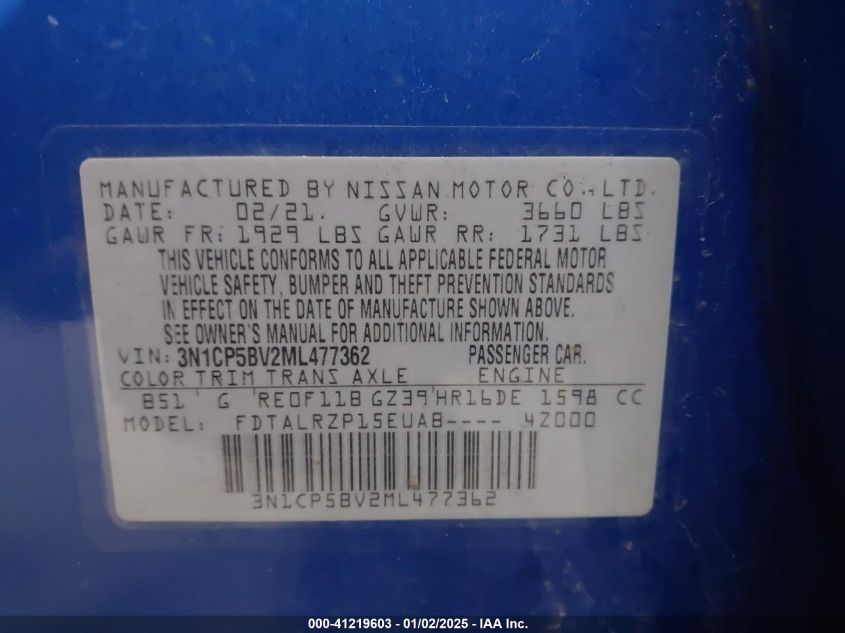 MANUFACTURED BY NISSAN MOTOR CO., LTD.
DATE: 02/21. GVWR: 3660 LBS
GAWR FR: 1929 LBS GAWR RR: 1731 LBS
THIS VEHICLE CONFORMS TO ALL APPLICABLE FEDERAL MOTOR
VEHICLE SAFETY, BUMPER AND THEFT PREVENTION STANDARDS
IN EFFECT ON THE DATE OF MANUFACTURE SHOWN ABOVE.
SEE OWNER'S MANUAL FOR ADDITIONAL INFORMATION.
VIN: 3N1CP5BV2ML477362 PASSENGER CAR.
COLOR TRIM TRANS AXLE ENGINE
B51 G RE0F11B GZ39 HR16DE 1598 CC
MODEL: FDTALRZP15EUAB---- 4Z000
3N1CP5BV2ML477362
000-41219603 - 01/02/2025 - IAA Inc.